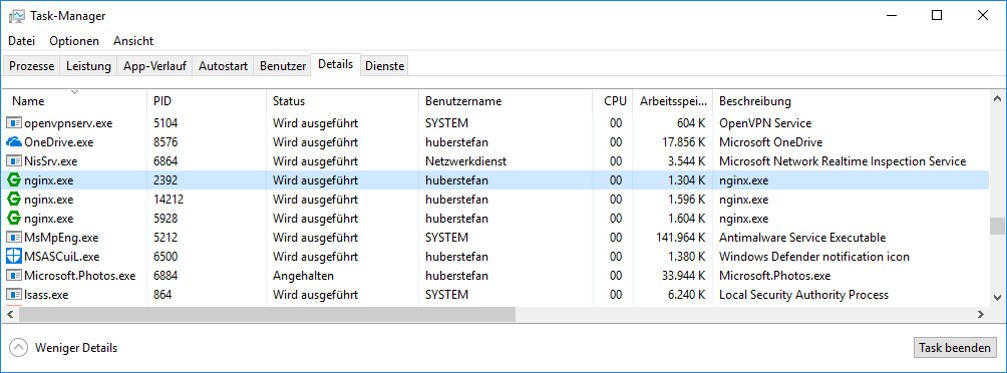 Task-Manager
Datei Optionen Ansicht
Prozesse Leistung App-Verlauf Autostart Benutzer Details Dienste
Name PID Status Benutzername CPU Arbeitsspei... Beschreibung
openvpnserv.exe 5104 Wird ausgeführt SYSTEM 00 604 K OpenVPN Service
OneDrive.exe 8576 Wird ausgeführt huberstefan 00 17.856 K Microsoft OneDrive
NisSrv.exe 6864 Wird ausgeführt Netzwerkdienst 00 3.544 K Microsoft Network Realtime Inspection Service
nginx.exe 2392 Wird ausgeführt huberstefan 00 1.304 K nginx.exe
nginx.exe 14212 Wird ausgeführt huberstefan 00 1.596 K nginx.exe
nginx.exe 5928 Wird ausgeführt huberstefan 00 1.604 K nginx.exe
MsMpEng.exe 5212 Wird ausgeführt SYSTEM 00 141.964 K Antimalware Service Executable
MSASCuiL.exe 6500 Wird ausgeführt huberstefan 00 1.380 K Windows Defender notification icon
Microsoft.Photos.exe 6884 Angehalten huberstefan 00 33.944 K Microsoft.Photos.exe
lsass.exe 864 Wird ausgeführt SYSTEM 00 6.240 K Local Security Authority Process
Weniger Details Task beenden